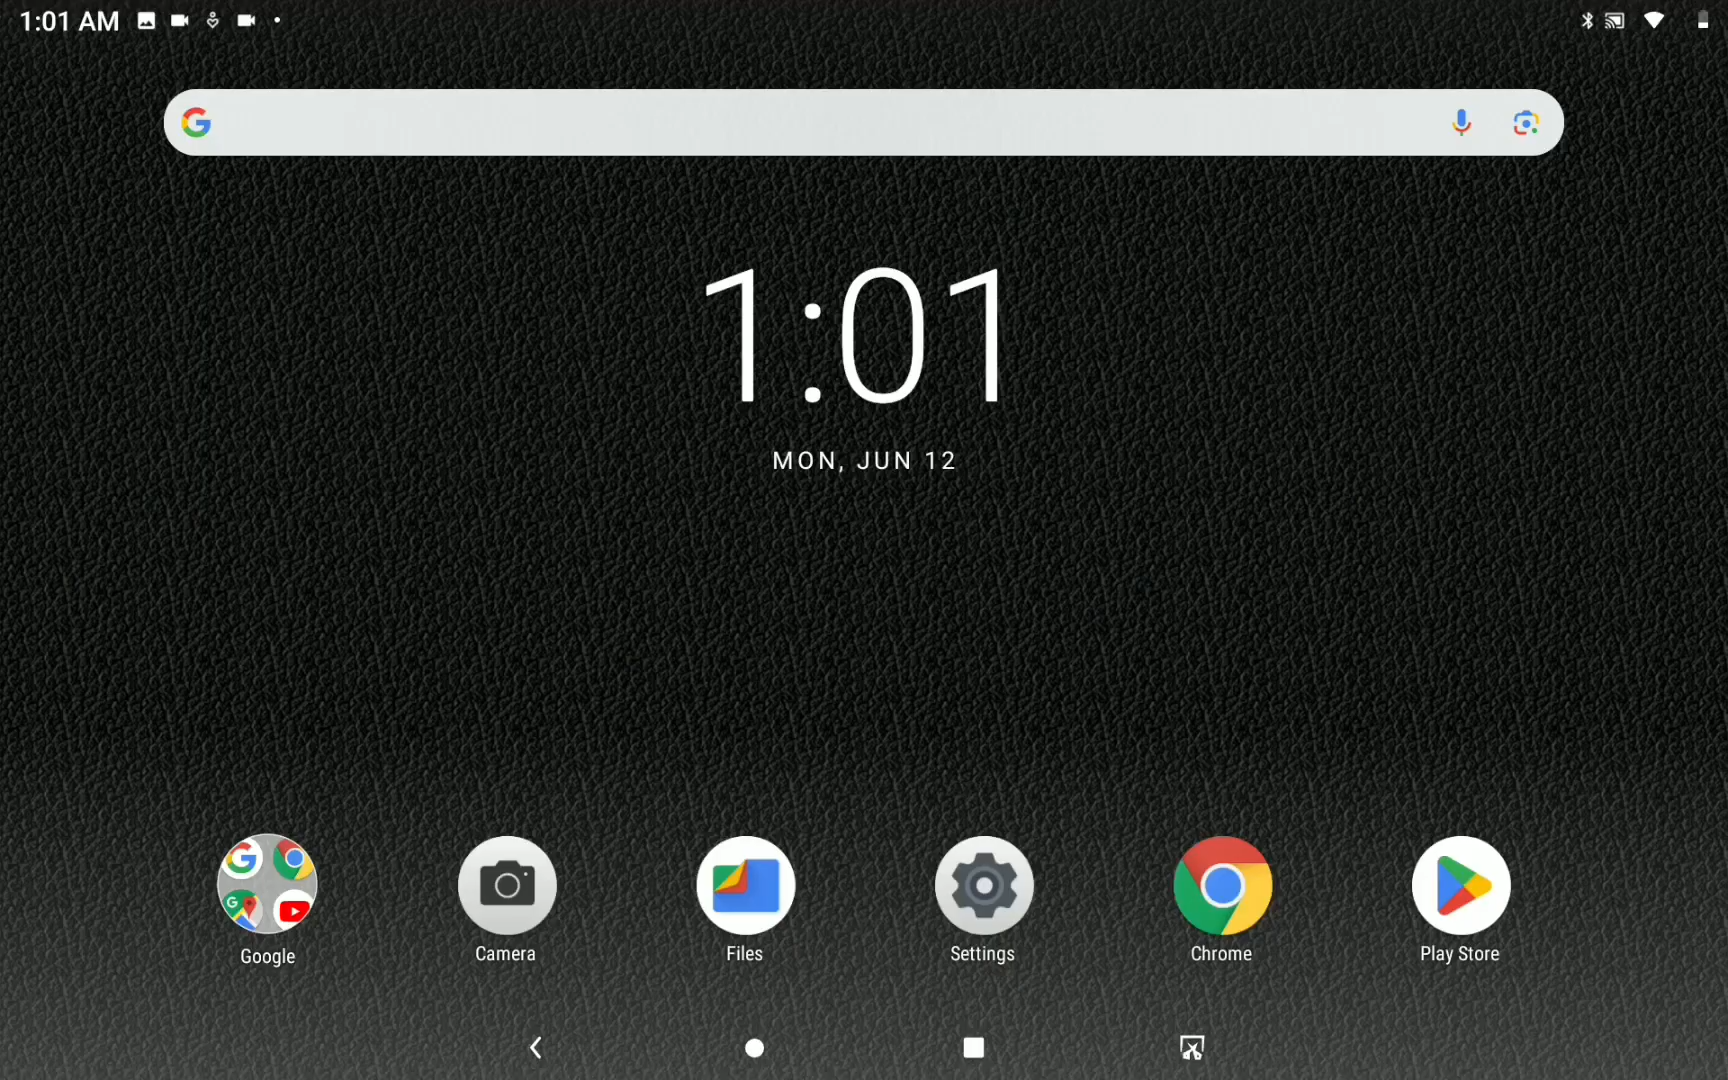 1:01 AM
1:01
MON, JUN 12
Google
Camera
Files
Settings
Chrome
Play Store